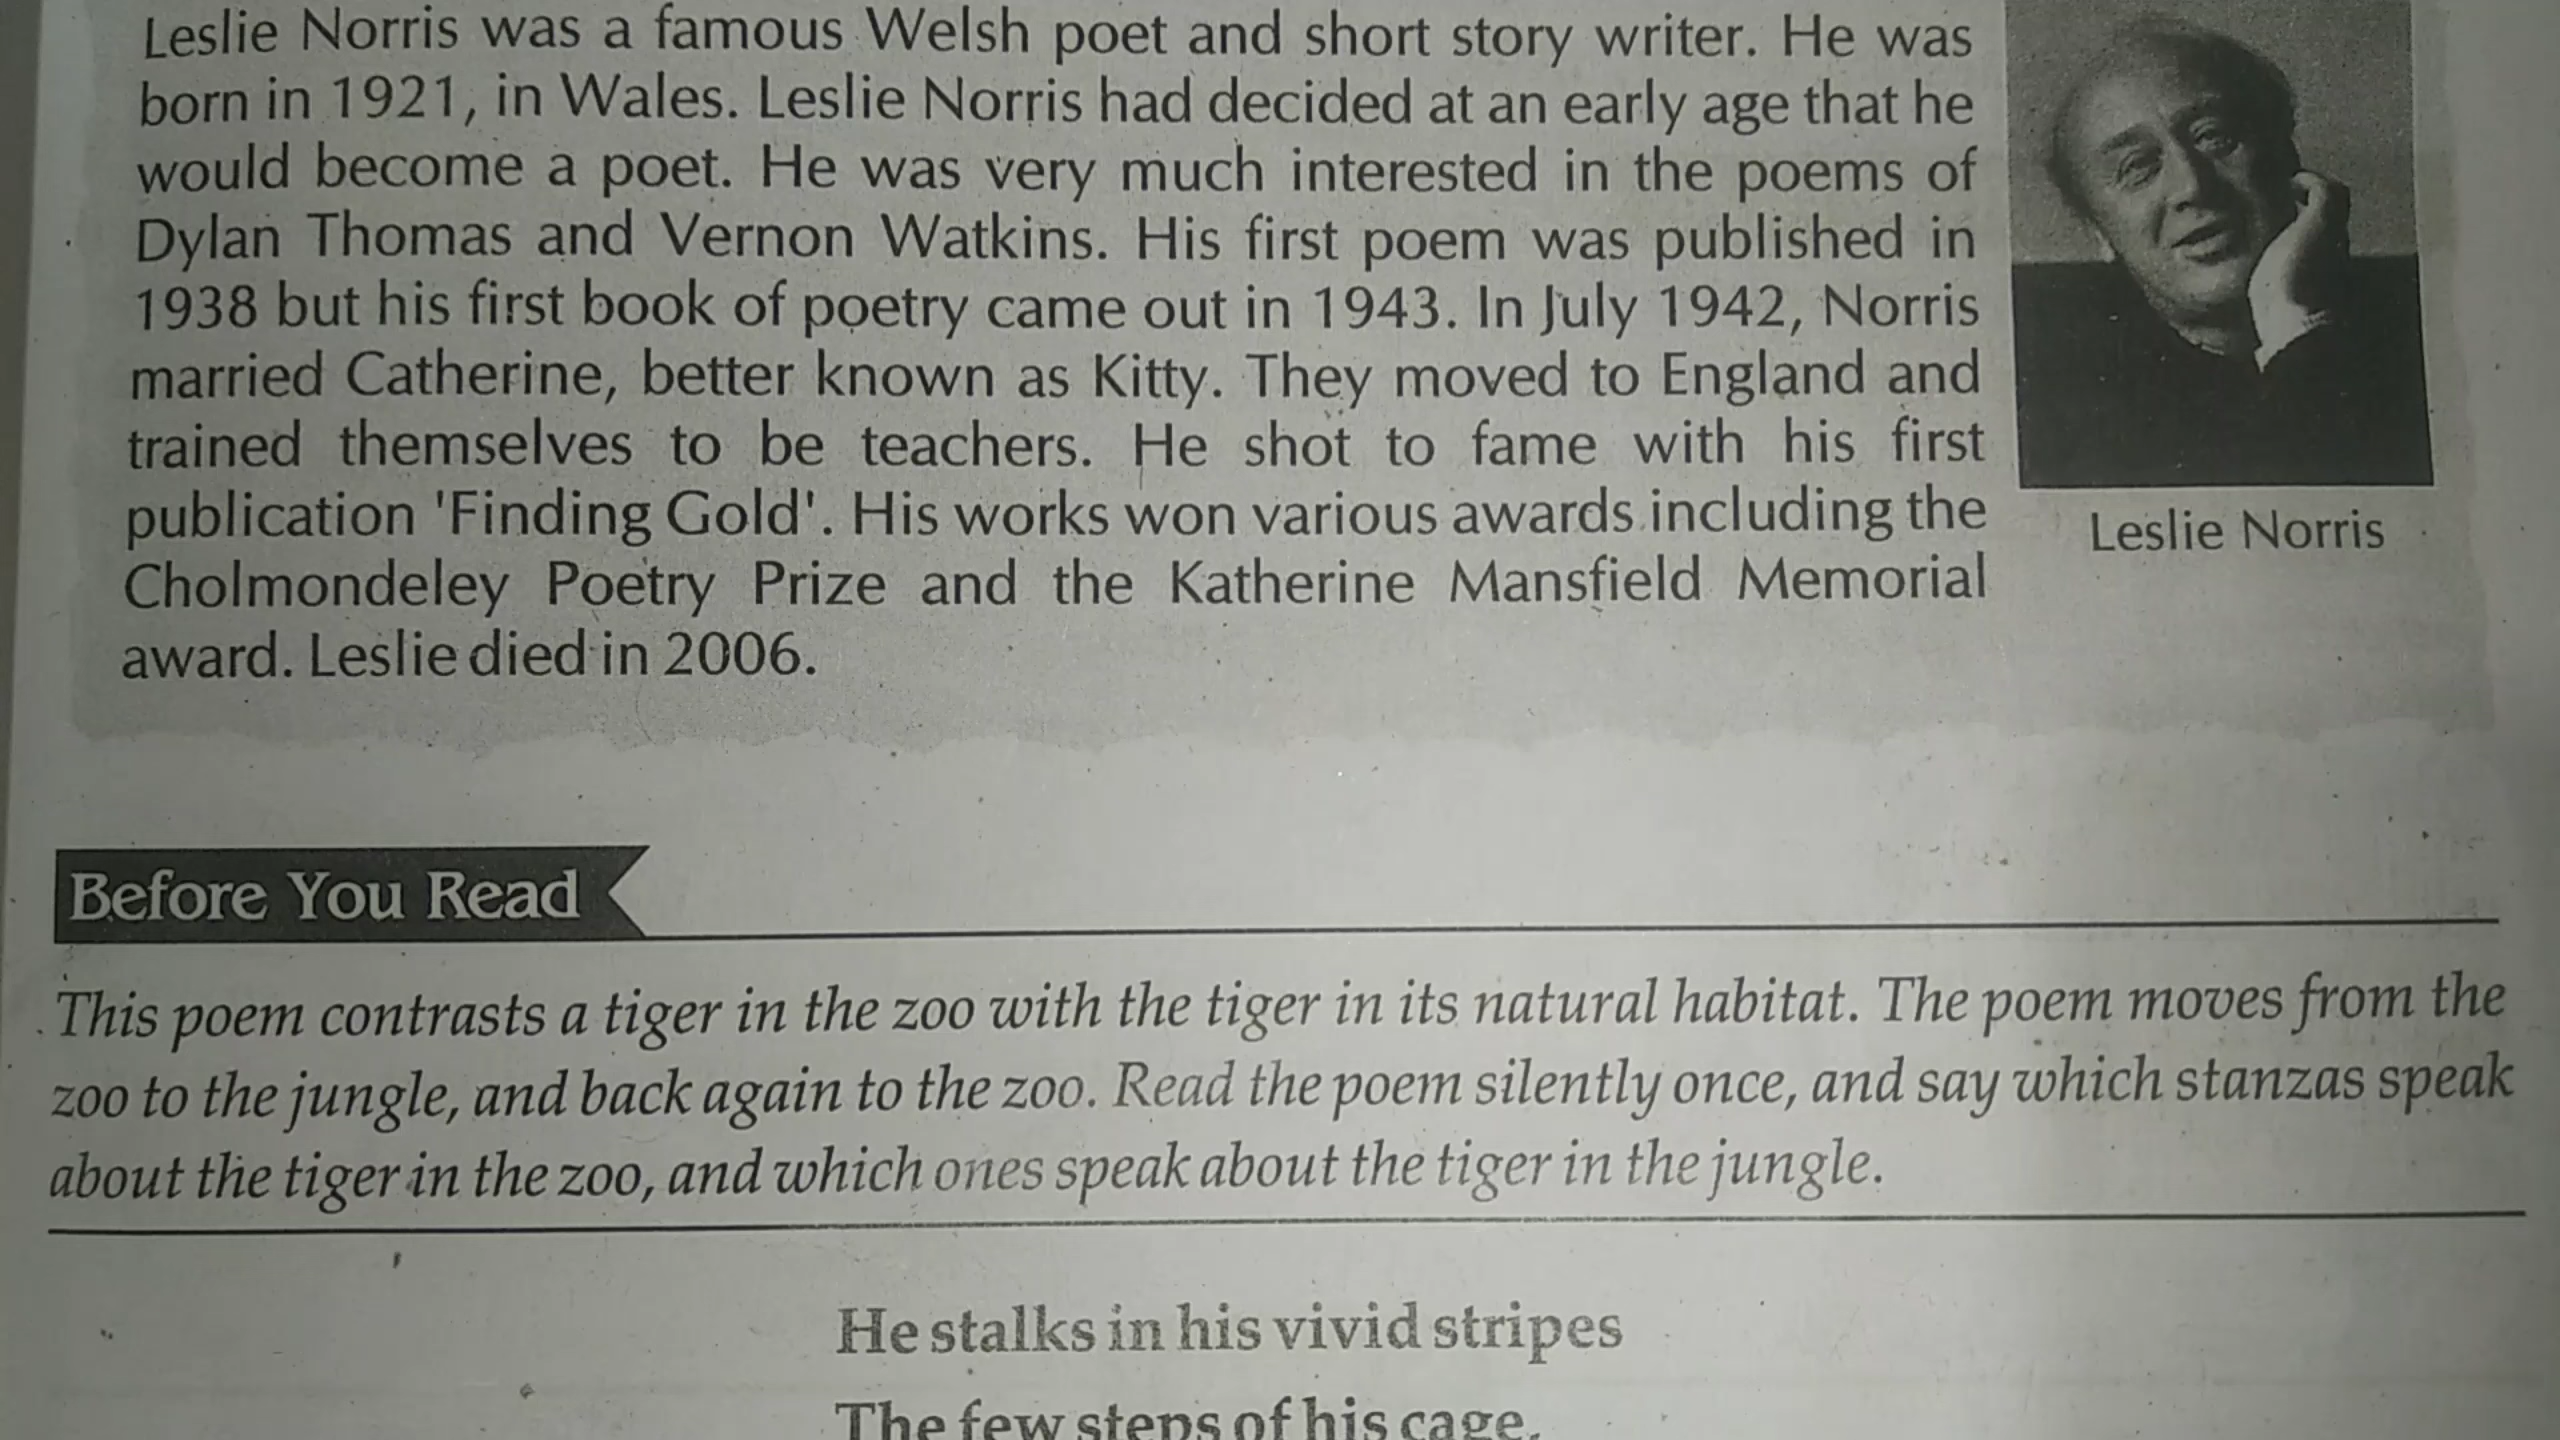 Leslie Norris was a famous Welsh poet and short story writer. He was
born in 1921, in Wales. Leslie Norris had decided at an early age that he
would become a poet. He was very much interested in the poems of
Dylan Thomas and Vernon Watkins. His first poem was published in
1938 but his first book of poetry came out in 1943. In July 1942, Norris
married Catherine, better known as Kitty. They moved to England and
trained themselves to be teachers. He shot to fame with his first
publication 'Finding Gold'. His works won various awards including the
Cholmondeley Poetry Prize and the Katherine Mansfield Memorial
award. Leslie died in 2006.
Leslie Norris
Before You Read
This poem contrasts a tiger in the zoo with the tiger in its natural habitat. The poem moves from the
zoo to the jungle, and back again to the zoo. Read the poem silently once, and say which stanzas speak
about the tiger in the zoo, and which ones speak about the tiger in the jungle.
He stalks in his vivid stripes
The few steps of his cage,